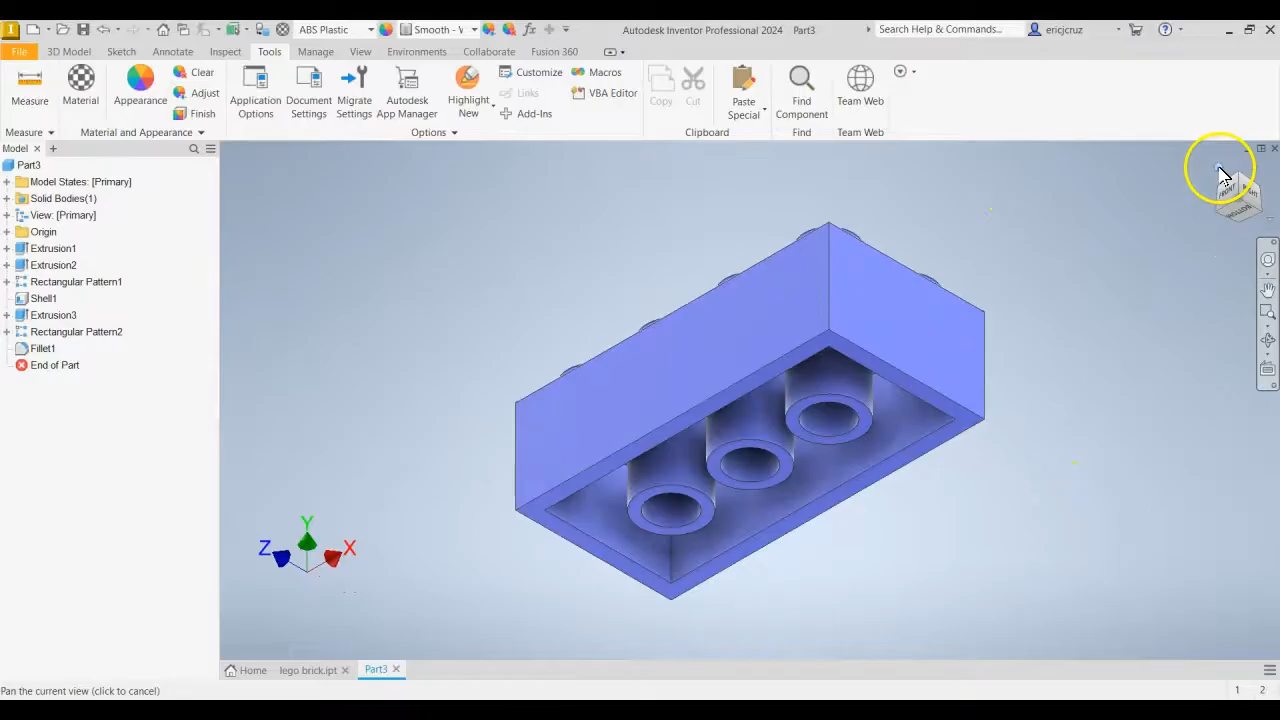 ABS Plastic
Smooth - V
Autodesk Inventor Professional 2024 Part3
Search Help & Commands...
ericjcruz
File
3D Model
Sketch
Annotate
Inspect
Tools
Manage
View
Environments
Collaborate
Fusion 360
Measure
Material
Appearance
Clear
Adjust
Finish
Application
Options
Document
Settings
Migrate
Settings
Autodesk
App Manager
Highlight
New
Customize
Links
Add-Ins
Macros
VBA Editor
Copy
Cut
Paste
Special
Find
Component
Team Web
Measure
Material and Appearance
Options
Clipboard
Find
Team Web
Model
Part3
Model States: [Primary]
Solid Bodies(1)
View: [Primary]
Origin
Extrusion1
Extrusion2
Rectangular Pattern1
Shell1
Extrusion3
Rectangular Pattern2
Fillet1
End of Part
RIGHT
BOTTOM
Y
Z
X
Home
lego brick.ipt
Part3
Pan the current view (click to cancel)
1
2